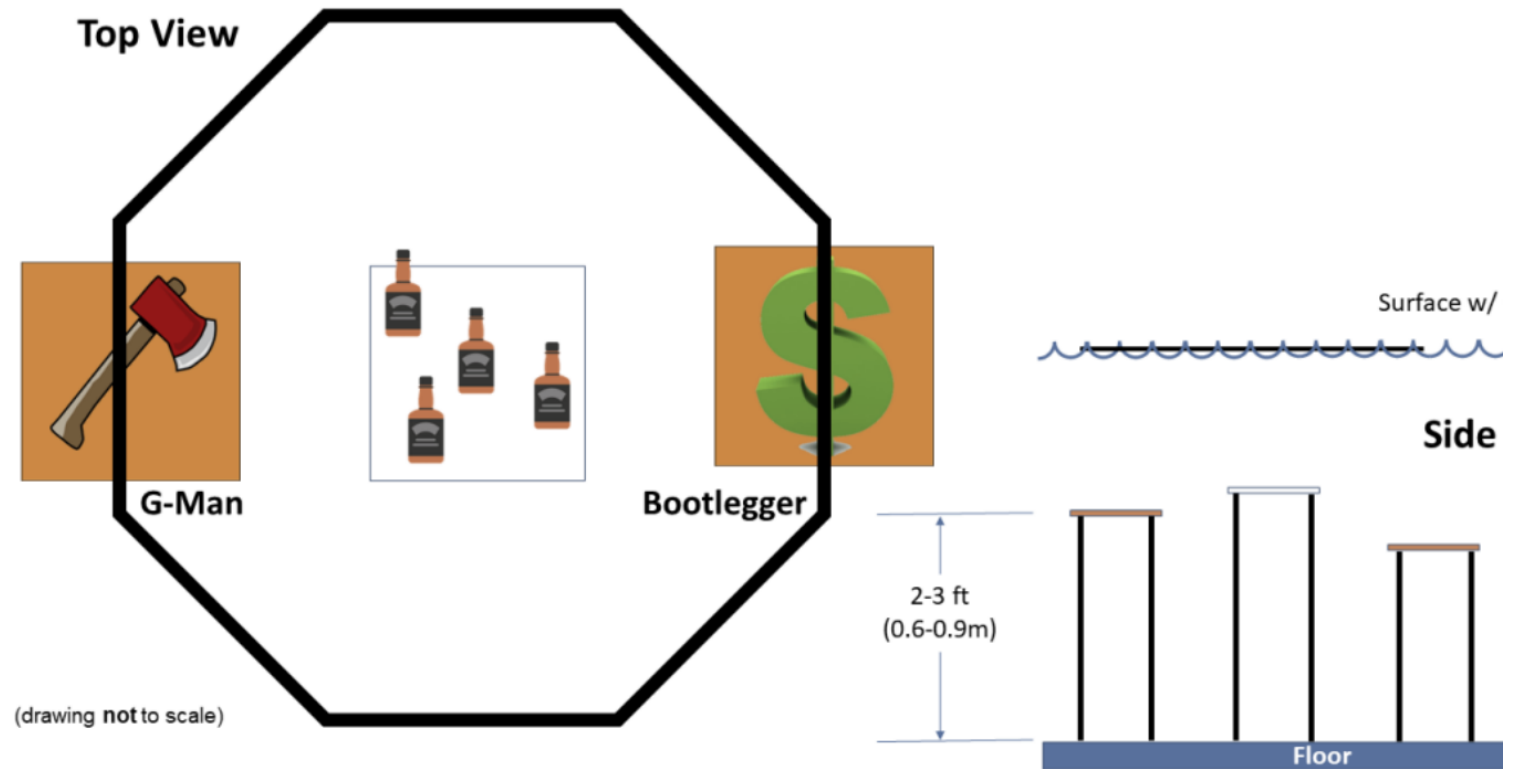 Top View
G-Man
Bootlegger
(drawing not to scale)
Surface w/
Side
2-3 ft
(0.6-0.9m)
Floor